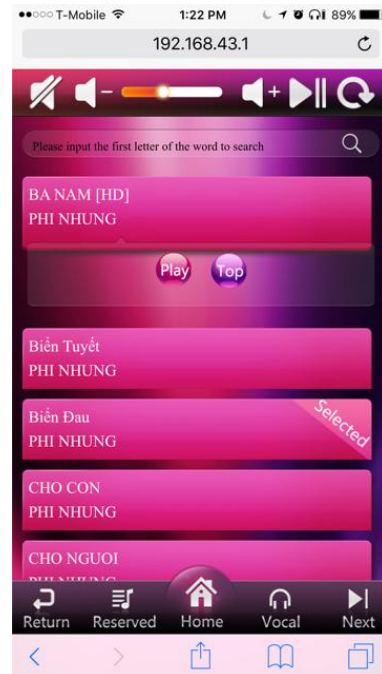 ●●○○○ T-Mobile 1:22 PM 89%
192.168.43.1
- +
Please input the first letter of the word to search
BA NAM [HD]
PHI NHUNG
Play Top
Biển Tuyết
PHI NHUNG
Biển Đau
PHI NHUNG
Selected
CHO CON
PHI NHUNG
CHO NGUOI
PHI NHUNG
Return Reserved Home Vocal Next